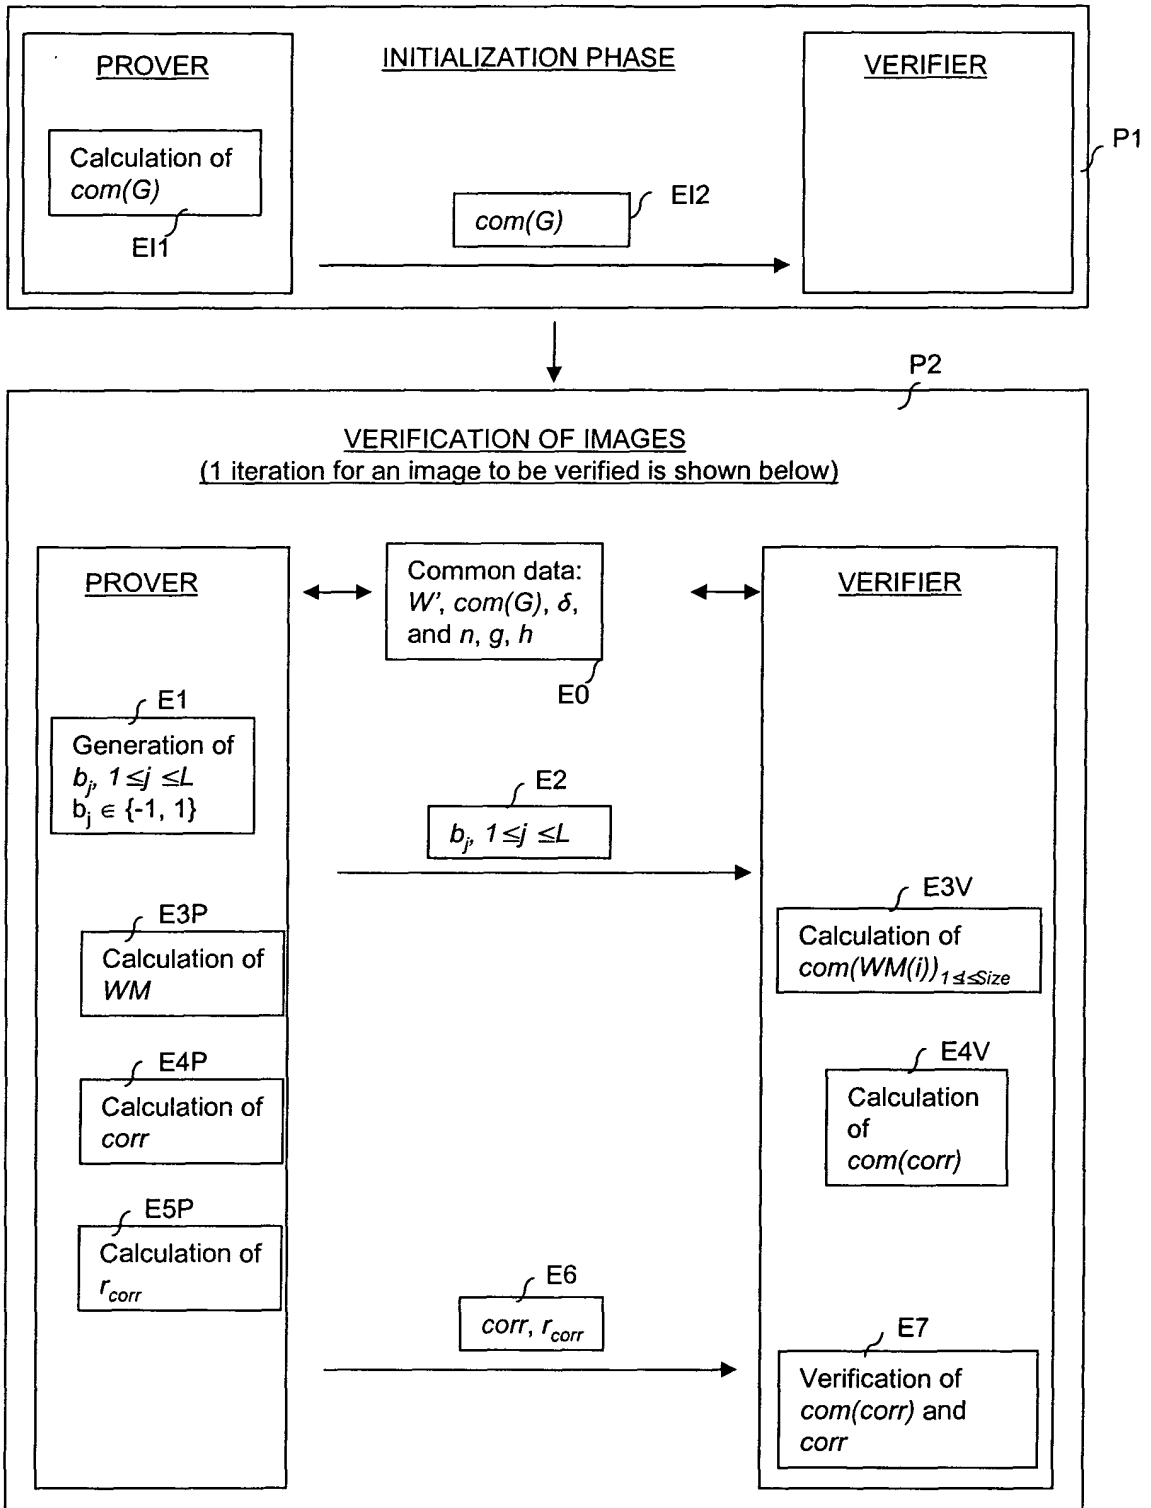 PROVER
INITIALIZATION PHASE
VERIFIER
P1
Calculation of
com(G)
EI1
com(G)
EI2
P2
VERIFICATION OF IMAGES
(1 iteration for an image to be verified is shown below)
PROVER
Common data:
W', com(G), δ,
and n, g, h
E0
VERIFIER
E1
Generation of
b_j, 1≤j ≤L
b_j ∈ {-1, 1}
E2
b_j, 1≤j ≤L
E3V
Calculation of
com(WM(i))_1≤i≤Size
E3P
Calculation of
WM
E4P
Calculation of
corr
E4V
Calculation
of
com(corr)
E5P
Calculation of
r_corr
E6
corr, r_corr
E7
Verification of
com(corr) and
corr